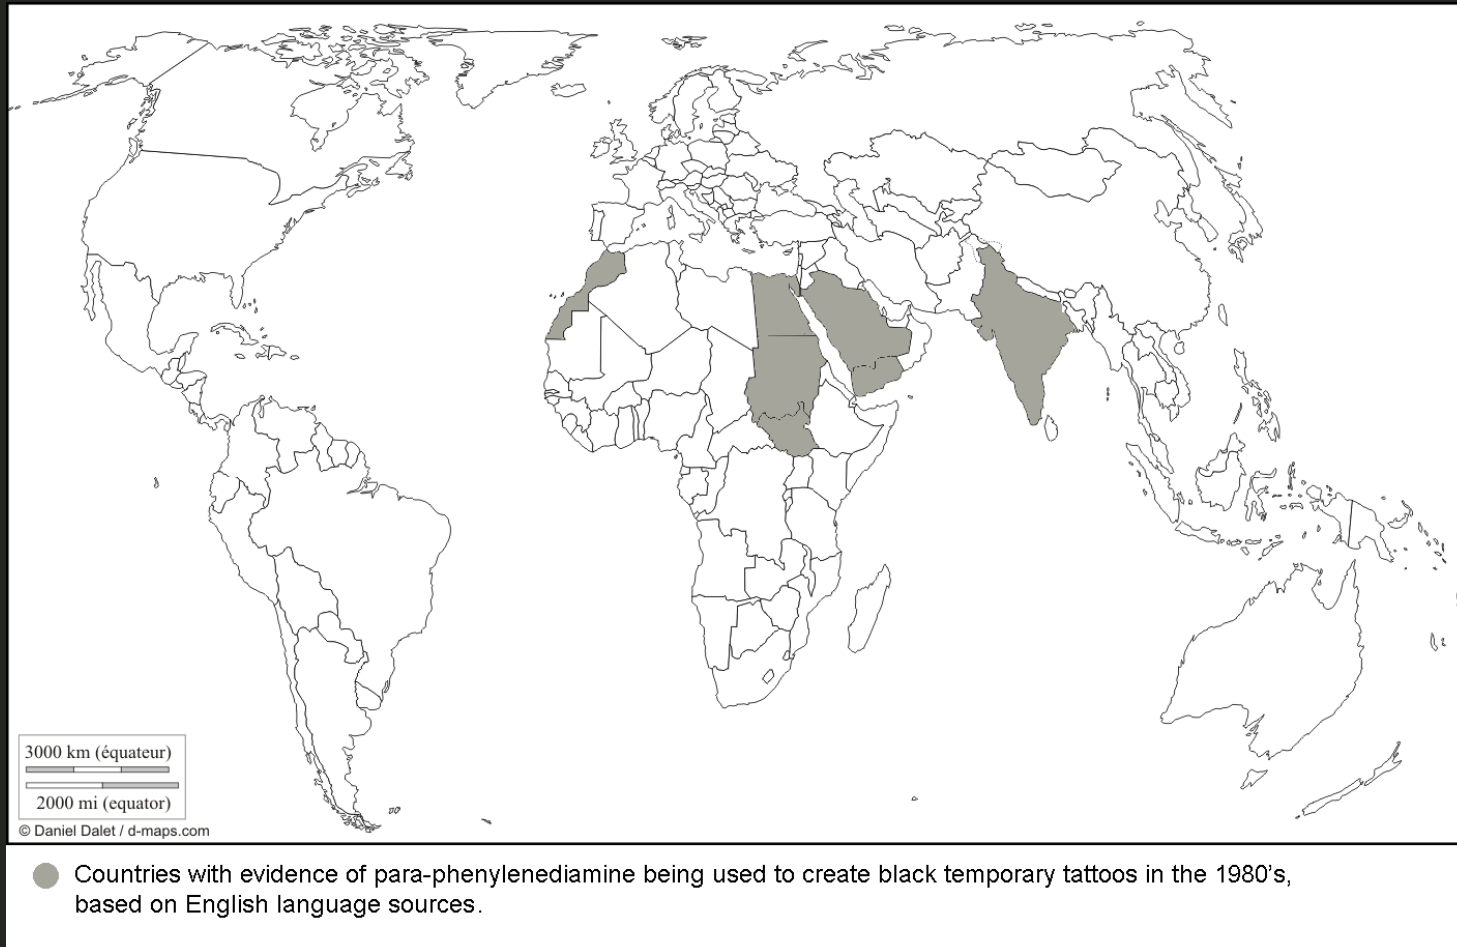 3000 km (équateur)
2000 mi (equator)
© Daniel Dalet / d-maps.com
Countries with evidence of para-phenylenediamine being used to create black temporary tattoos in the 1980's,
based on English language sources.